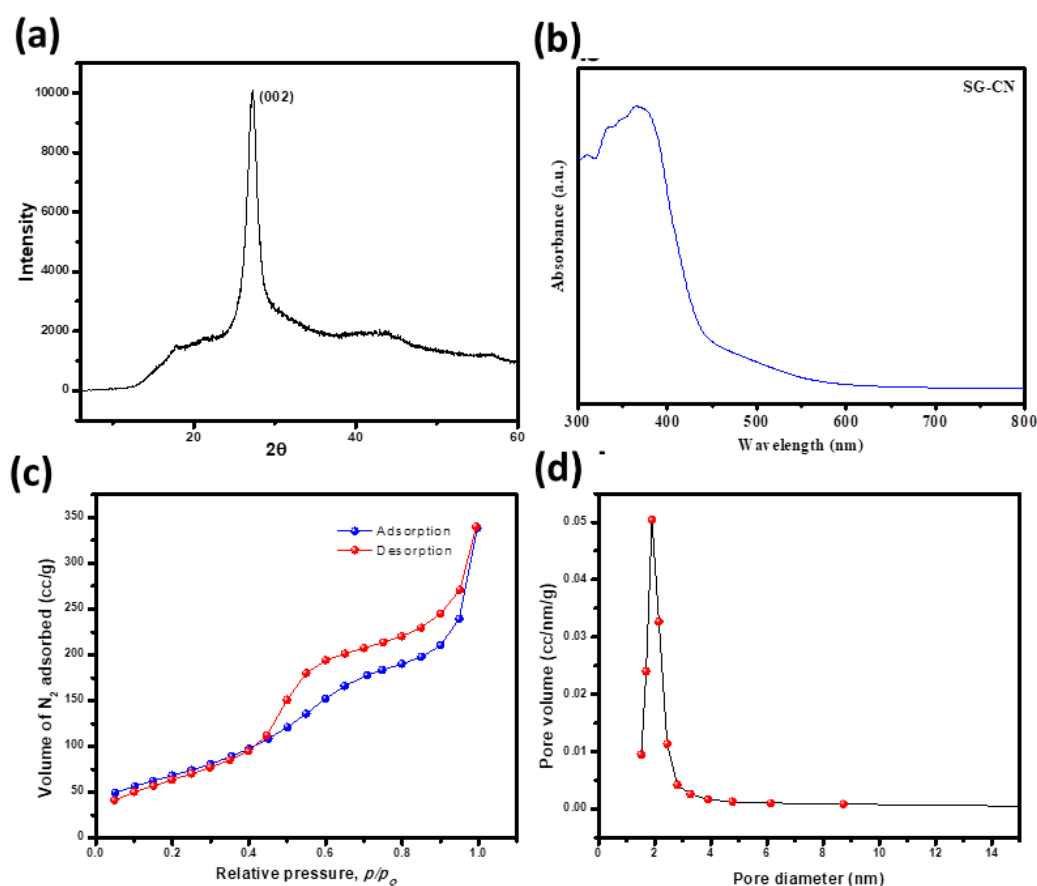 (a)
(002)
10000
8000
6000
4000
2000
0
Intensity
20
40
60
2θ
(b)
SG-CN
Absorbance (a.u.)
300
400
500
600
700
800
Wavelength (nm)
(c)
350
300
250
200
150
100
50
0
Adsorption
Desorption
Volume of N2 adsorbed (cc/g)
0.0
0.2
0.4
0.6
0.8
1.0
Relative pressure, p/po
(d)
0.05
0.04
0.03
0.02
0.01
0.00
Pore volume (cc/nm/g)
0
2
4
6
8
10
12
14
Pore diameter (nm)